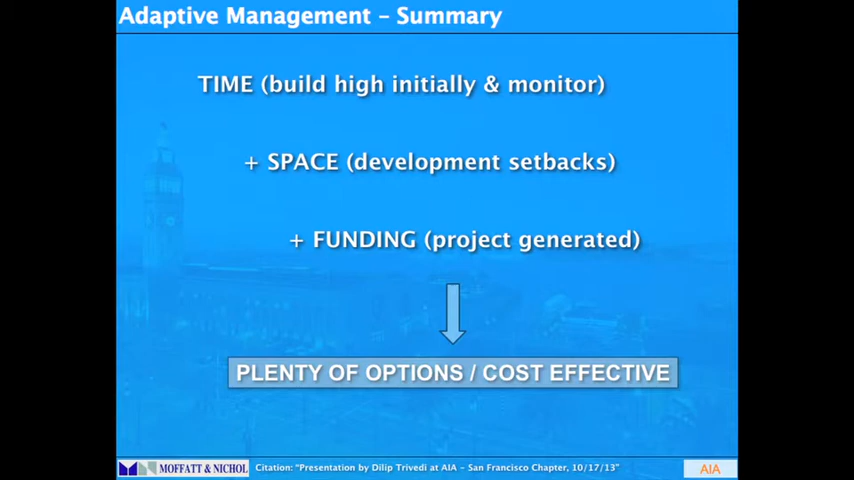 Adaptive Management – Summary
TIME (build high initially & monitor)
+ SPACE (development setbacks)
+ FUNDING (project generated)
PLENTY OF OPTIONS / COST EFFECTIVE
MOFFATT & NICHOL
Citation: "Presentation by Dilip Trivedi at AIA – San Francisco Chapter, 10/17/13"
AIA